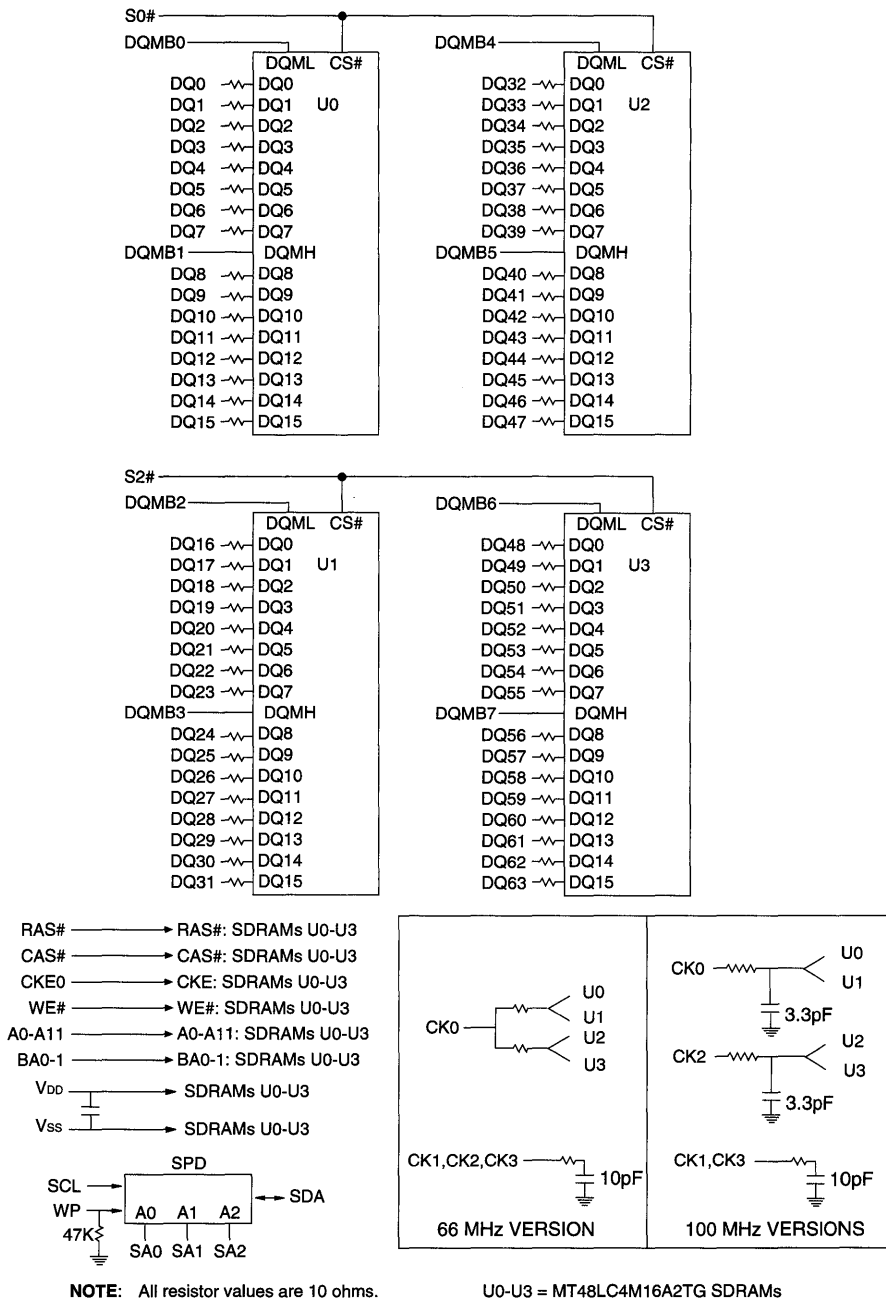 S0#
DQMB0
DQML CS#
DQ0 DQ0
DQ1 DQ1 U0
DQ2 DQ2
DQ3 DQ3
DQ4 DQ4
DQ5 DQ5
DQ6 DQ6
DQ7 DQ7
DQMB1 DQMH
DQ8 DQ8
DQ9 DQ9
DQ10 DQ10
DQ11 DQ11
DQ12 DQ12
DQ13 DQ13
DQ14 DQ14
DQ15 DQ15
DQMB4
DQML CS#
DQ32 DQ0
DQ33 DQ1 U2
DQ34 DQ2
DQ35 DQ3
DQ36 DQ4
DQ37 DQ5
DQ38 DQ6
DQ39 DQ7
DQMB5 DQMH
DQ40 DQ8
DQ41 DQ9
DQ42 DQ10
DQ43 DQ11
DQ44 DQ12
DQ45 DQ13
DQ46 DQ14
DQ47 DQ15
S2#
DQMB2
DQML CS#
DQ16 DQ0
DQ17 DQ1 U1
DQ18 DQ2
DQ19 DQ3
DQ20 DQ4
DQ21 DQ5
DQ22 DQ6
DQ23 DQ7
DQMB3 DQMH
DQ24 DQ8
DQ25 DQ9
DQ26 DQ10
DQ27 DQ11
DQ28 DQ12
DQ29 DQ13
DQ30 DQ14
DQ31 DQ15
DQMB6
DQML CS#
DQ48 DQ0
DQ49 DQ1 U3
DQ50 DQ2
DQ51 DQ3
DQ52 DQ4
DQ53 DQ5
DQ54 DQ6
DQ55 DQ7
DQMB7 DQMH
DQ56 DQ8
DQ57 DQ9
DQ58 DQ10
DQ59 DQ11
DQ60 DQ12
DQ61 DQ13
DQ62 DQ14
DQ63 DQ15
RAS# RAS#: SDRAMs U0-U3
CAS# CAS#: SDRAMs U0-U3
CKE0 CKE: SDRAMs U0-U3
WE# WE#: SDRAMs U0-U3
A0-A11 A0-A11: SDRAMs U0-U3
BA0-1 BA0-1: SDRAMs U0-U3
VDD SDRAMs U0-U3
VSS SDRAMs U0-U3
SPD
SCL
SDA
WP A0 A1 A2
47K
SA0 SA1 SA2
CK0
U0
U1
U2
U3
CK1,CK2,CK3
10pF
66 MHz VERSION
CK0
U0
U1
3.3pF
CK2
U2
U3
3.3pF
CK1,CK3
10pF
100 MHz VERSIONS
NOTE: All resistor values are 10 ohms.
U0-U3 = MT48LC4M16A2TG SDRAMs